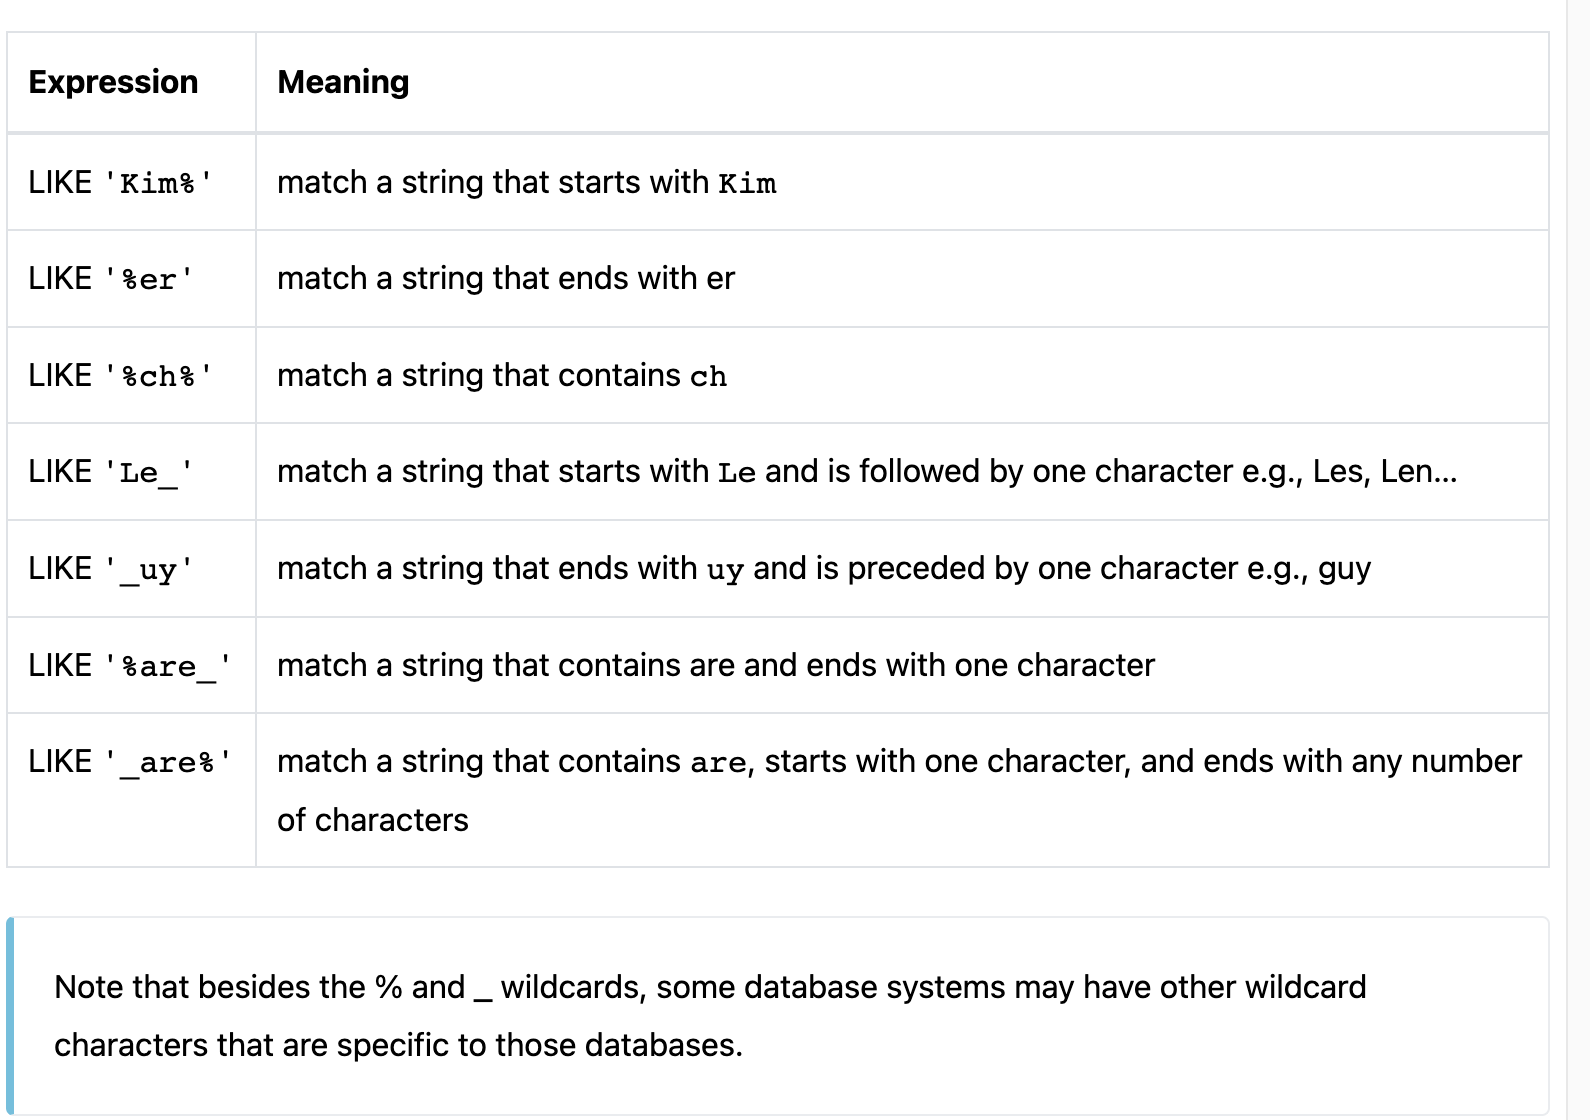 Expression Meaning
LIKE 'Kim%' match a string that starts with Kim
LIKE '%er' match a string that ends with er
LIKE '%ch%' match a string that contains ch
LIKE 'Le_' match a string that starts with Le and is followed by one character e.g., Les, Len...
LIKE '_uy' match a string that ends with uy and is preceded by one character e.g., guy
LIKE '%are_' match a string that contains are and ends with one character
LIKE '_are%' match a string that contains are, starts with one character, and ends with any number
of characters
Note that besides the % and _ wildcards, some database systems may have other wildcard
characters that are specific to those databases.